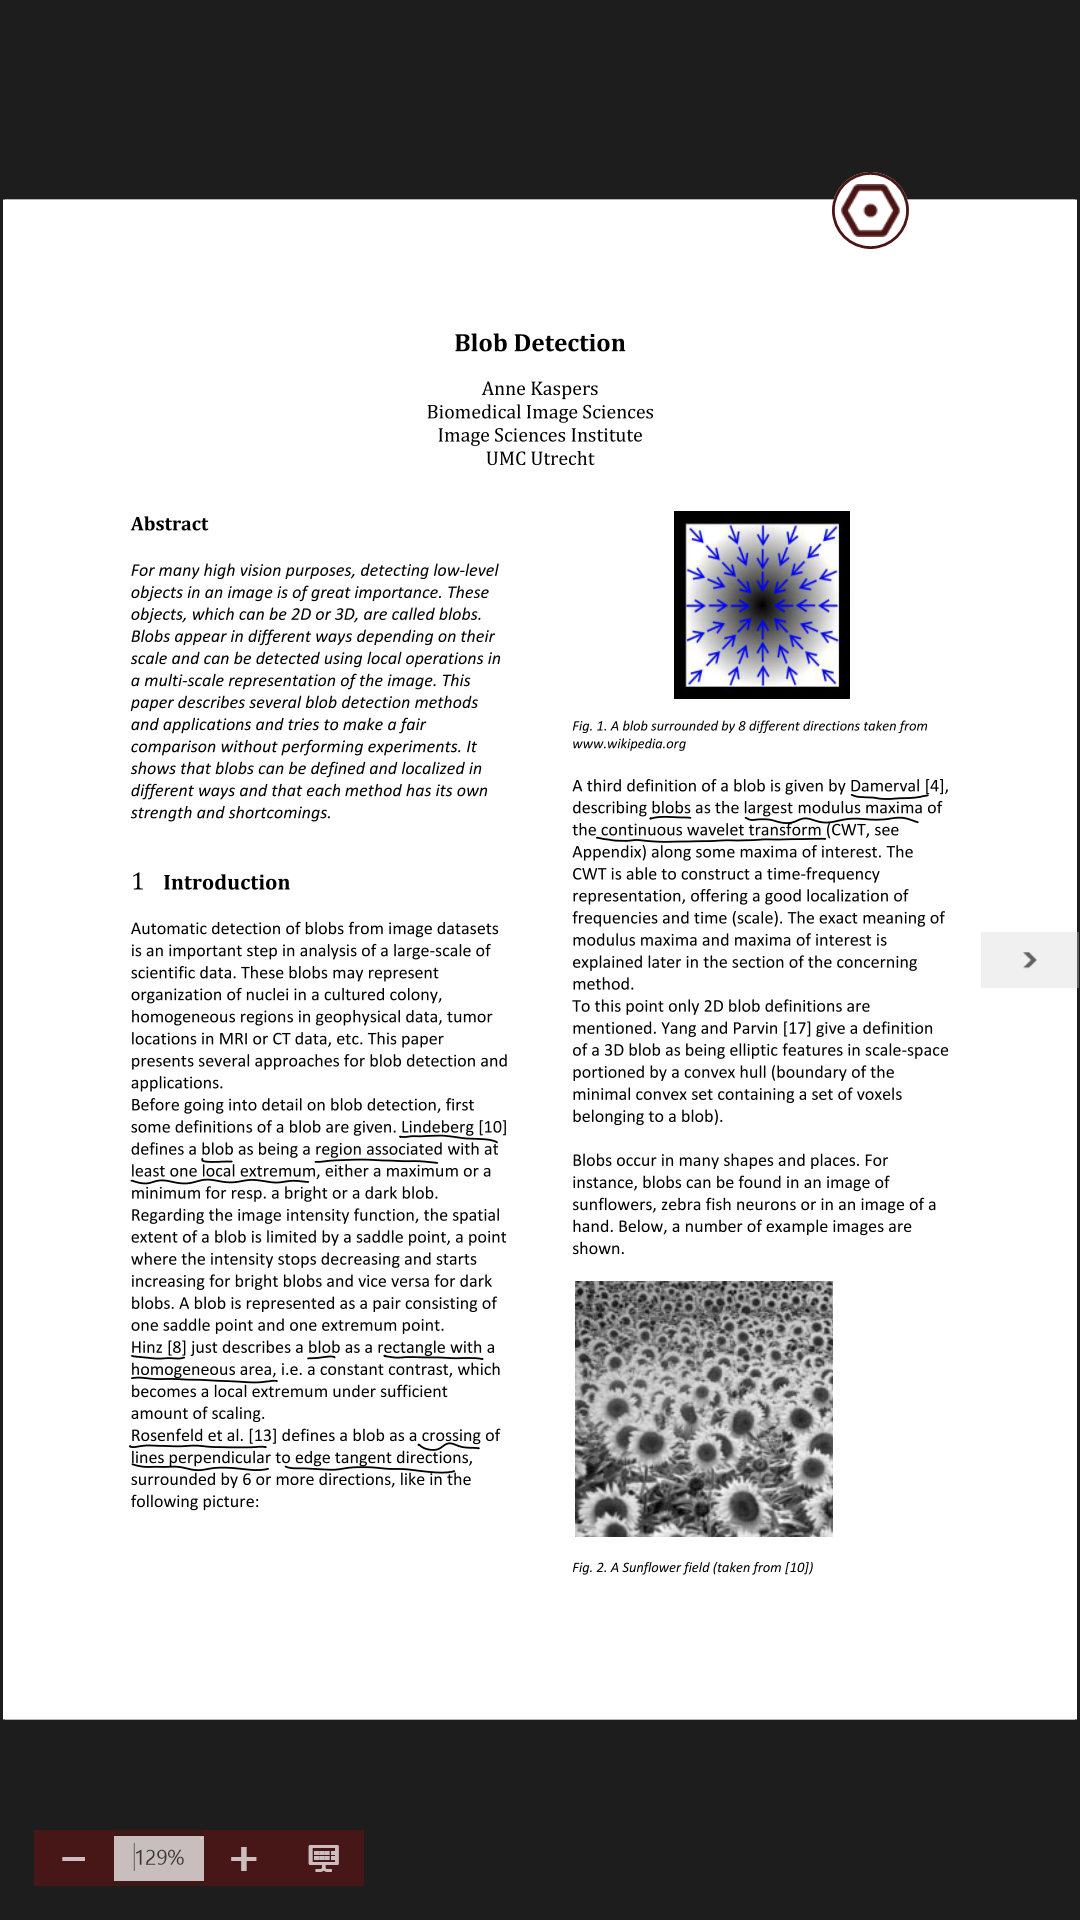 Blob Detection
Anne Kaspers
Biomedical Image Sciences
Image Sciences Institute
UMC Utrecht
Abstract
For many high vision purposes, detecting low-level
objects in an image is of great importance. These
objects, which can be 2D or 3D, are called blobs.
Blobs appear in different ways depending on their
scale and can be detected using local operations in
a multi-scale representation of the image. This
paper describes several blob detection methods
and applications and tries to make a fair
comparison without performing experiments. It
shows that blobs can be defined and localized in
different ways and that each method has its own
strength and shortcomings.
1 Introduction
Automatic detection of blobs from image datasets
is an important step in analysis of a large-scale of
scientific data. These blobs may represent
organization of nuclei in a cultured colony,
homogeneous regions in geophysical data, tumor
locations in MRI or CT data, etc. This paper
presents several approaches for blob detection and
applications.
Before going into detail on blob detection, first
some definitions of a blob are given. Lindeberg [10]
defines a blob as being a region associated with at
least one local extremum, either a maximum or a
minimum for resp. a bright or a dark blob.
Regarding the image intensity function, the spatial
extent of a blob is limited by a saddle point, a point
where the intensity stops decreasing and starts
increasing for bright blobs and vice versa for dark
blobs. A blob is represented as a pair consisting of
one saddle point and one extremum point.
Hinz [8] just describes a blob as a rectangle with a
homogeneous area, i.e. a constant contrast, which
becomes a local extremum under sufficient
amount of scaling.
Rosenfeld et al. [13] defines a blob as a crossing of
lines perpendicular to edge tangent directions,
surrounded by 6 or more directions, like in the
following picture:
Fig. 1. A blob surrounded by 8 different directions taken from
www.wikipedia.org
A third definition of a blob is given by Damerval [4],
describing blobs as the largest modulus maxima of
the continuous wavelet transform (CWT, see
Appendix) along some maxima of interest. The
CWT is able to construct a time-frequency
representation, offering a good localization of
frequencies and time (scale). The exact meaning of
modulus maxima and maxima of interest is
explained later in the section of the concerning
method.
To this point only 2D blob definitions are
mentioned. Yang and Parvin [17] give a definition
of a 3D blob as being elliptic features in scale-space
portioned by a convex hull (boundary of the
minimal convex set containing a set of voxels
belonging to a blob).
Blobs occur in many shapes and places. For
instance, blobs can be found in an image of
sunflowers, zebra fish neurons or in an image of a
hand. Below, a number of example images are
shown.
Fig. 2. A Sunflower field (taken from [10])
129%